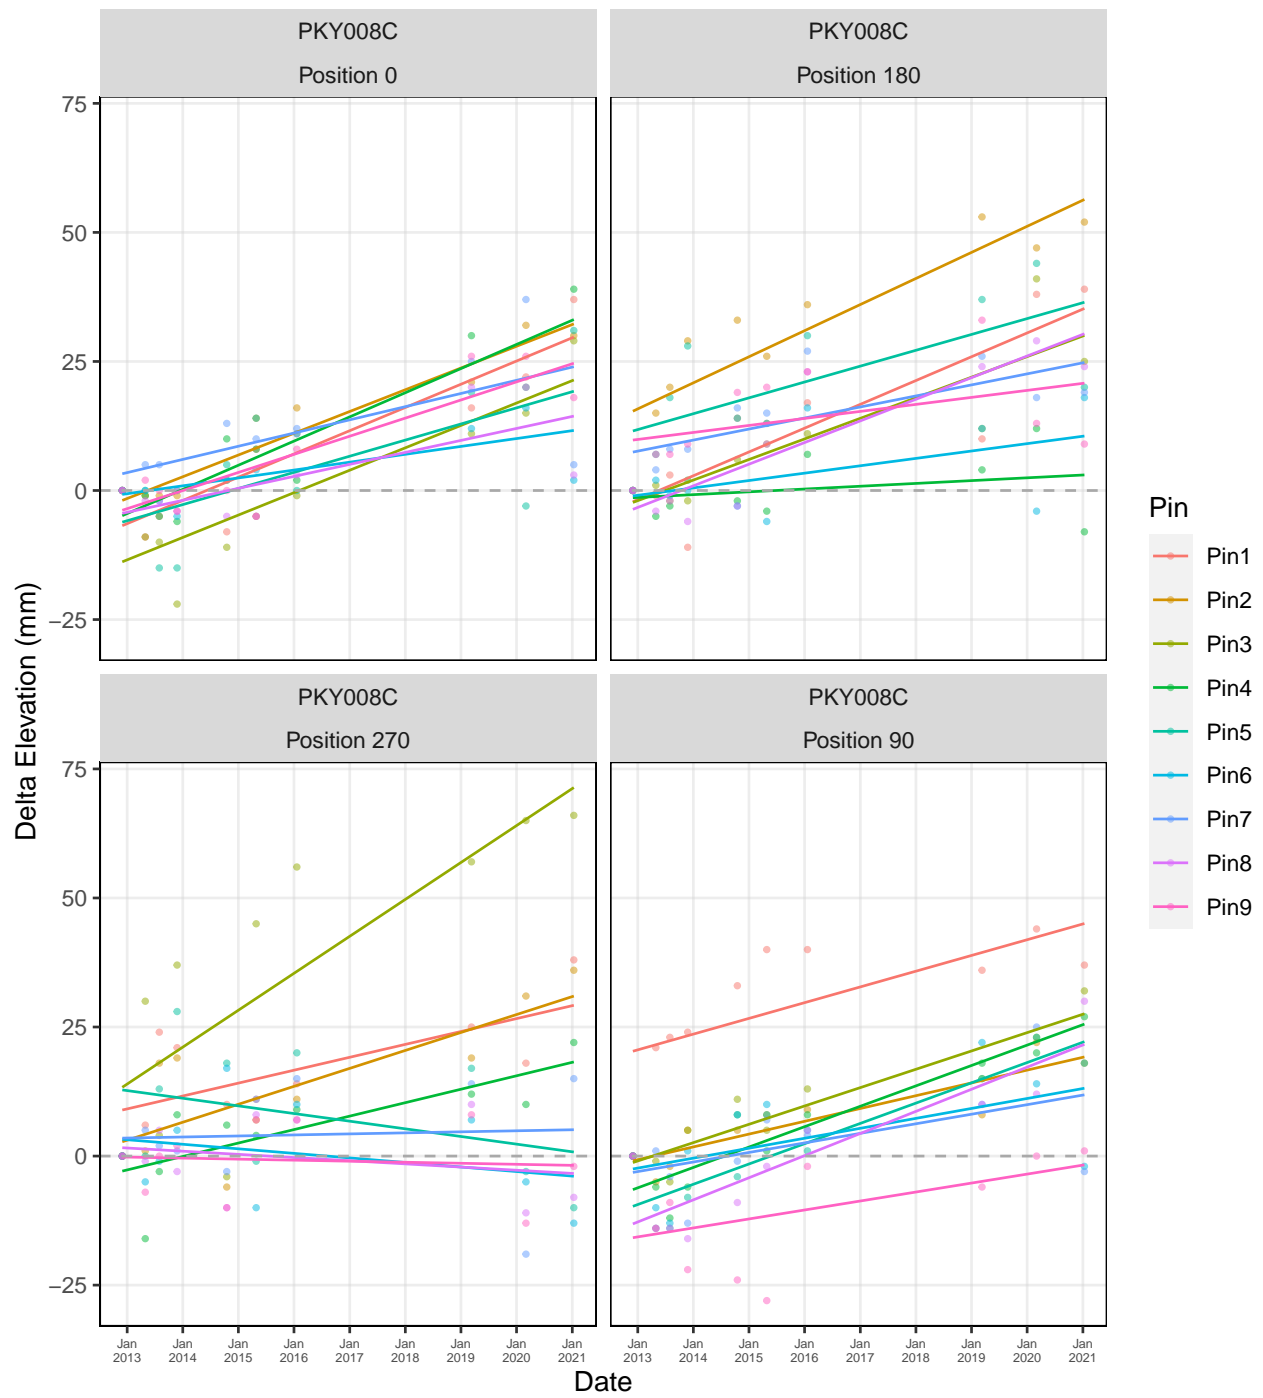 PKY008C
Position 0
PKY008C
Position 180
75
50
25
0
−25
PKY008C
Position 270
PKY008C
Position 90
75
50
25
0
−25
Jan Jan Jan Jan Jan Jan Jan Jan Jan
2013 2014 2015 2016 2017 2018 2019 2020 2021
Jan Jan Jan Jan Jan Jan Jan Jan Jan
2013 2014 2015 2016 2017 2018 2019 2020 2021
Date
Delta Elevation (mm)
Pin
Pin1
Pin2
Pin3
Pin4
Pin5
Pin6
Pin7
Pin8
Pin9